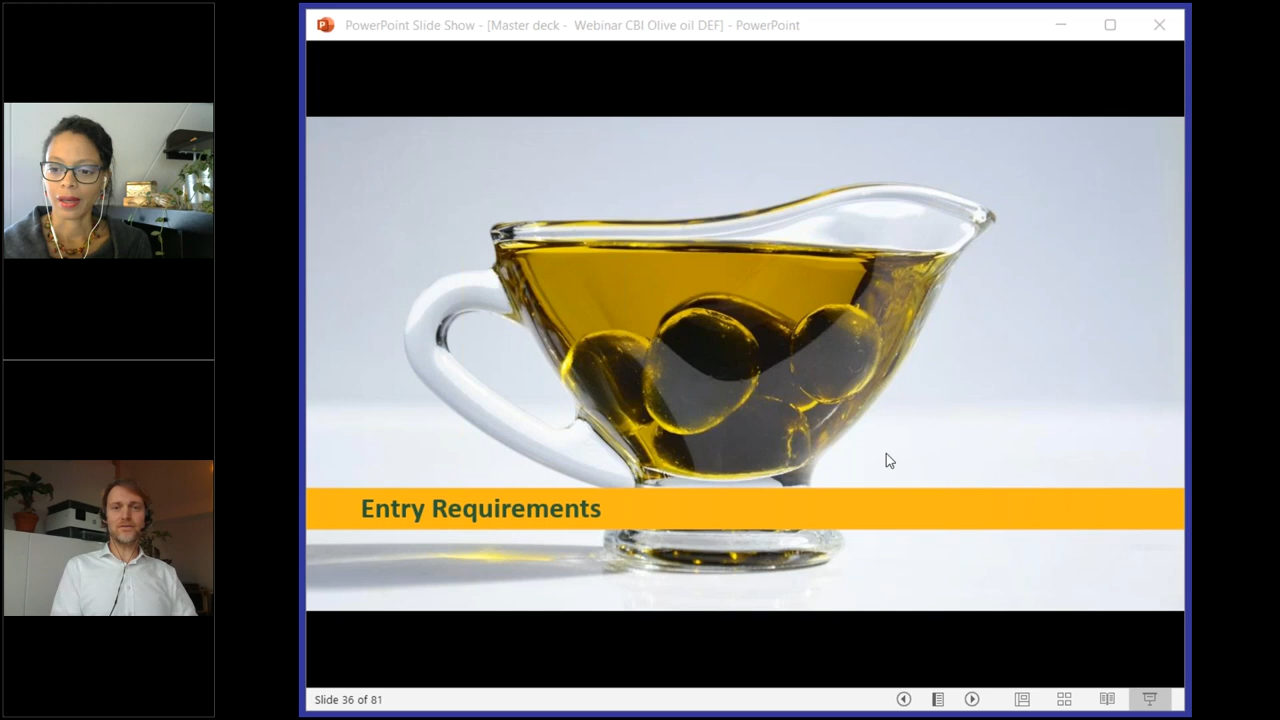 PowerPoint Slide Show - [Master deck -  Webinar CBI Olive oil DEF] - PowerPoint
Entry Requirements
Slide 36 of 81